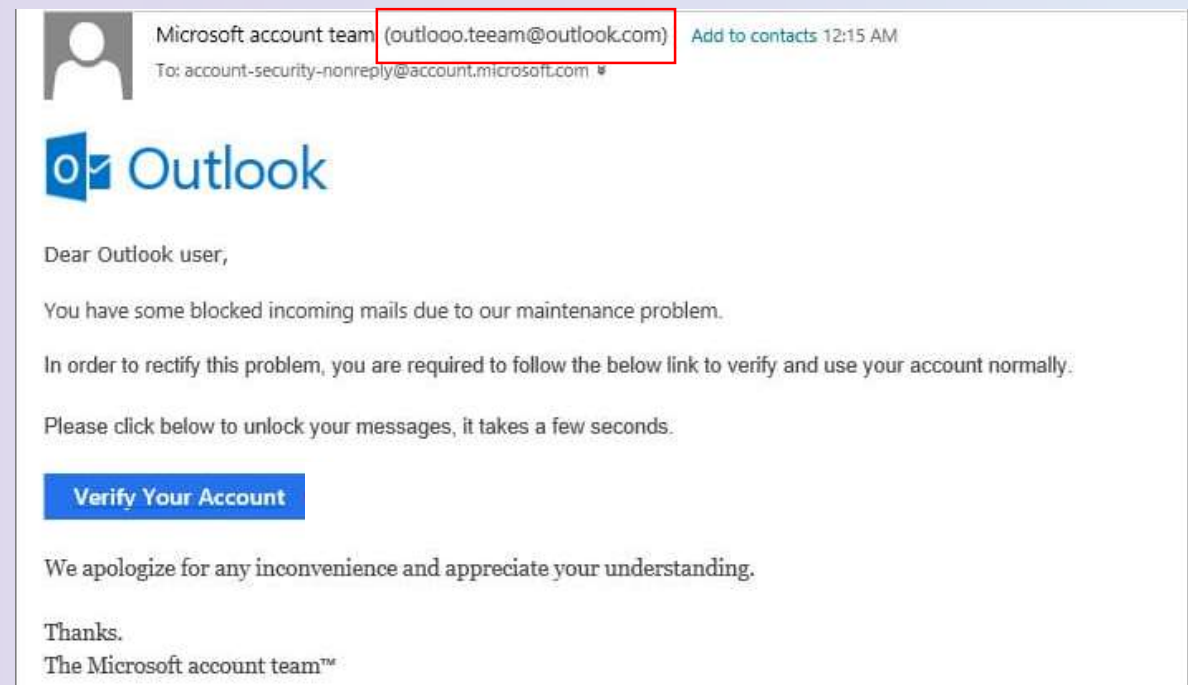 Microsoft account team (outlooo.teeam@outlook.com) Add to contacts 12:15 AM
To: account-security-nonreply@account.microsoft.com
Outlook
Dear Outlook user,
You have some blocked incoming mails due to our maintenance problem.
In order to rectify this problem, you are required to follow the below link to verify and use your account normally.
Please click below to unlock your messages, it takes a few seconds.
Verify Your Account
We apologize for any inconvenience and appreciate your understanding.
Thanks.
The Microsoft account team™